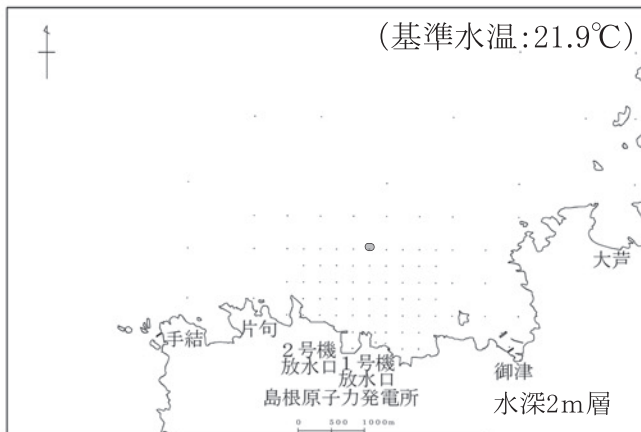 (基準水温:21.9℃)
大芦
手結
片句
2号機
放水口
1号機
放水口
御津
島根原子力発電所
水深2m層
0 500 1000m